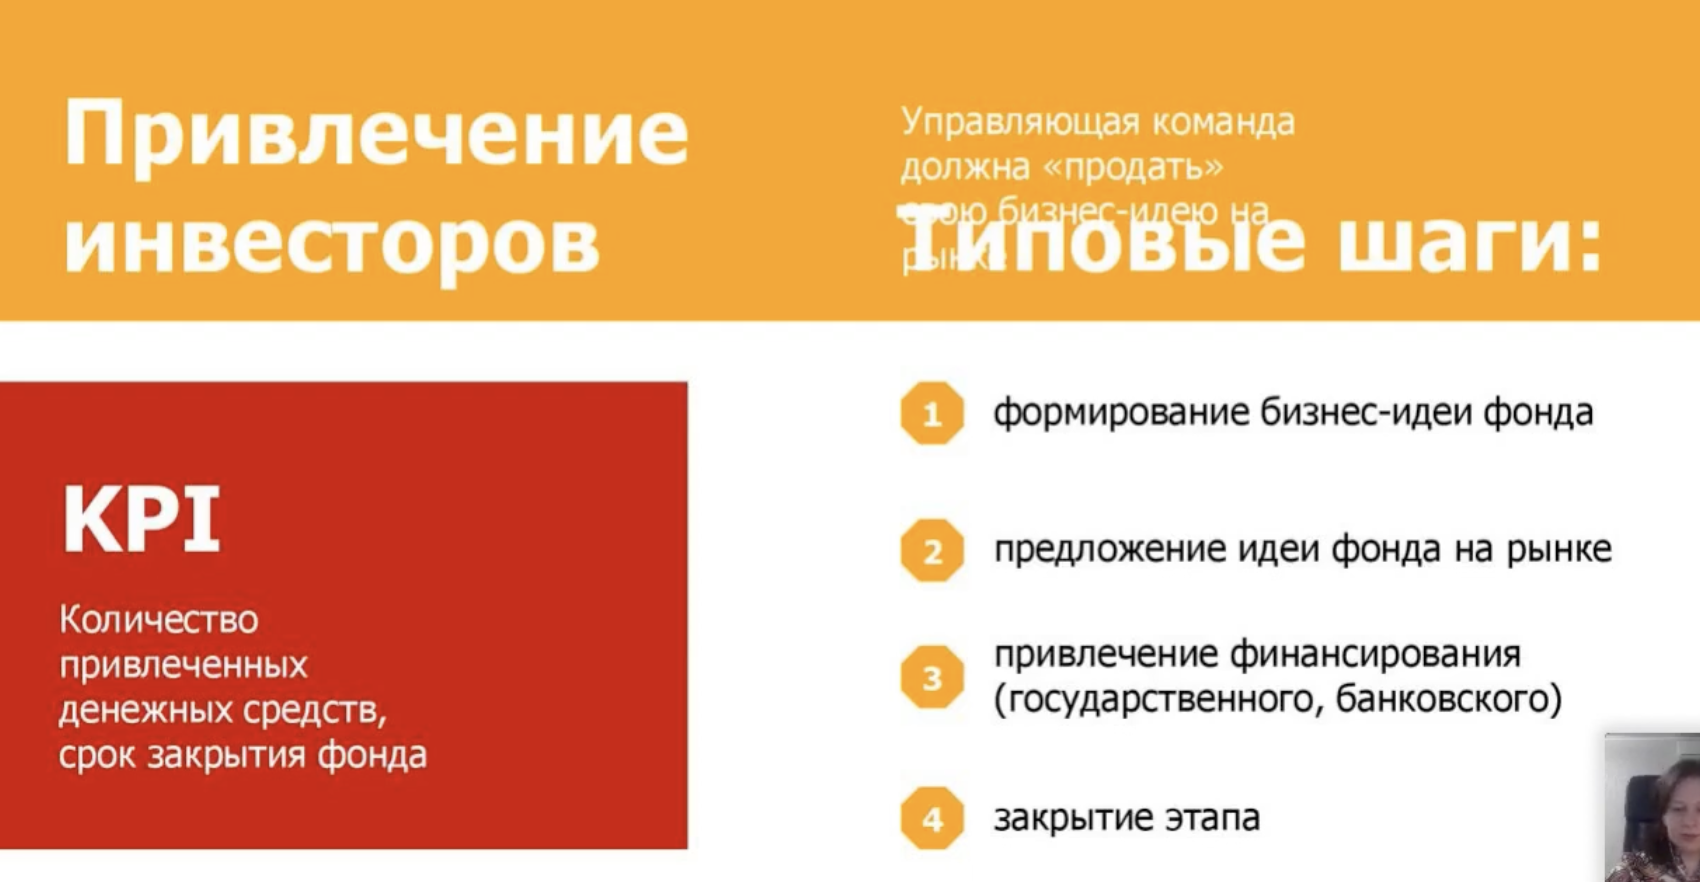 Привлечение
инвесторов
Управляющая команда
должна «продать»
свою бизнес-идею на
рынке
Типовые шаги:
KPI
Количество
привлеченных
денежных средств,
срок закрытия фонда
1 формирование бизнес-идеи фонда
2 предложение идеи фонда на рынке
3 привлечение финансирования
(государственного, банковского)
4 закрытие этапа